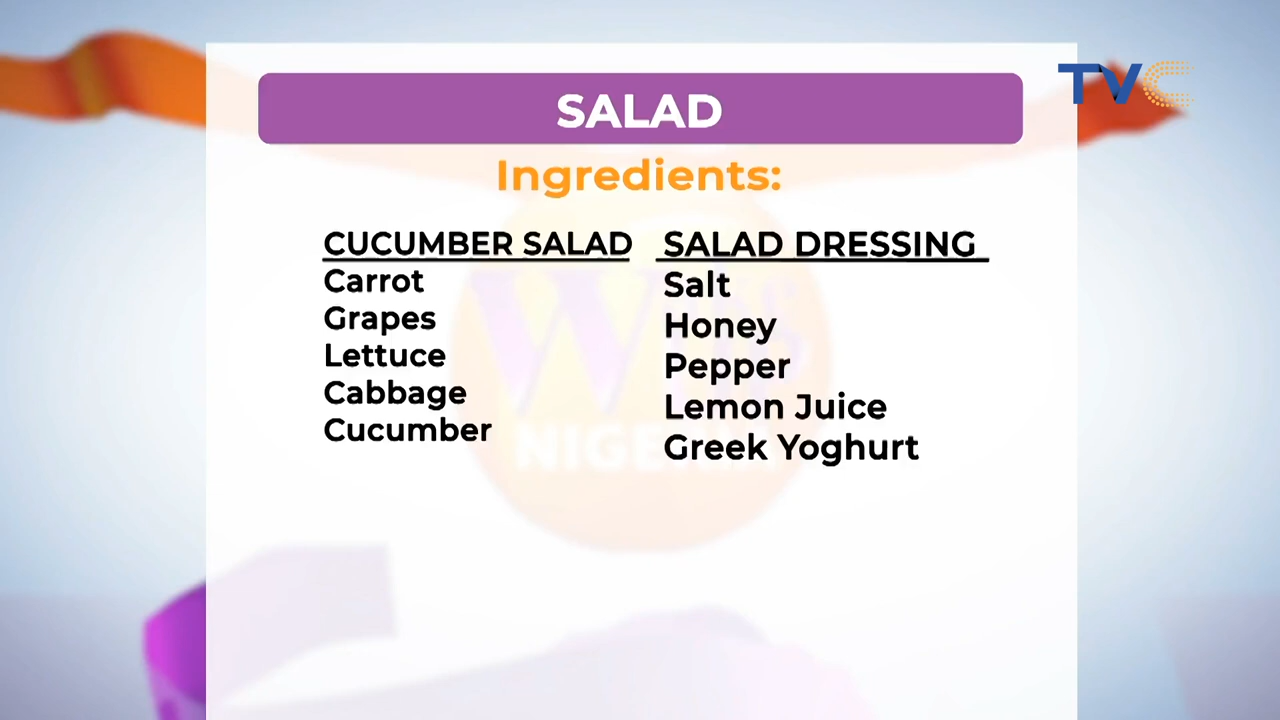 TVC
SALAD
Ingredients:
CUCUMBER SALAD
Carrot
Grapes
Lettuce
Cabbage
Cucumber
SALAD DRESSING
Salt
Honey
Pepper
Lemon Juice
Greek Yoghurt